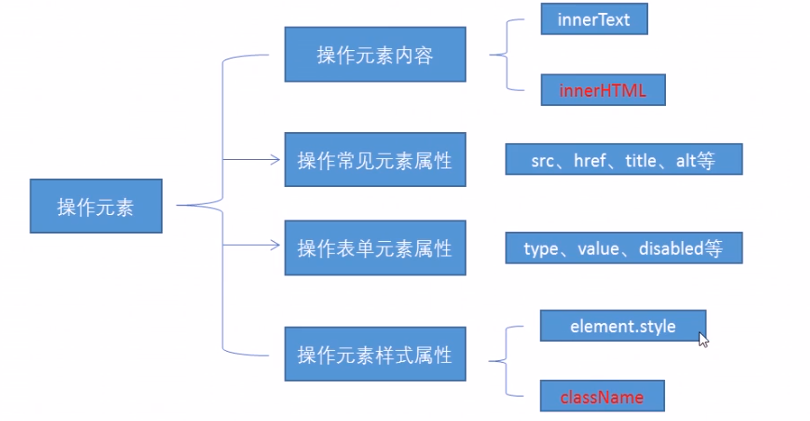 操作元素
操作元素内容
innerText
innerHTML
操作常见元素属性
src、href、title、alt等
操作表单元素属性
type、value、disabled等
操作元素样式属性
element.style
className